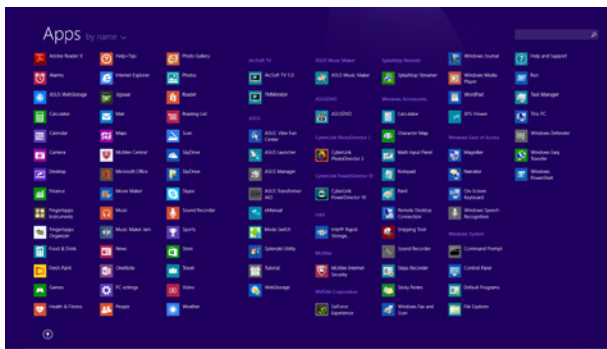 Apps by name
Adobe Reader X
Alarms
ASUS WebStorage
Calculator
Calendar
Camera
Desktop
Finance
Fingertapps Instruments
Fingertapps Organizer
Food & Drink
Fresh Paint
Games
Health & Fitness
Help+Tips
Internet Explorer
Jigsaw
Mail
Maps
McAfee Central
Microsoft Office
Movie Maker
Music
Music Maker Jam
News
OneNote
PC settings
People
Photo Gallery
Photos
Reader
Reading List
Scan
SkyDrive
SkyDrive
Skype
Sound Recorder
Sports
Store
Travel
Video
Weather
ArcSoft TV
ArcSoft TV 5.0
TVMonitor
ASUS
ASUS Vibe Fun Center
ASUS Launcher
ASUS Manager
ASUS Transformer AiO
eManual
Mode Switch
Splendid Utility
Tutorial
WebStorage
ASUS Music Maker
ASUS Music Maker
ASUSDVD
ASUSDVD
CyberLink PhotoDirector 3
CyberLink PhotoDirector 3
CyberLink PowerDirector 10
CyberLink PowerDirector 10
Intel
Intel® Rapid Storage...
McAfee
McAfee Internet Security
NVIDIA Corporation
GeForce Experience
Splashtop Remote
Splashtop Streamer
Windows Accessories
Calculator
Character Map
Math Input Panel
Notepad
Paint
Remote Desktop Connection
Snipping Tool
Sound Recorder
Steps Recorder
Sticky Notes
Windows Fax and Scan
Windows Journal
Windows Media Player
WordPad
XPS Viewer
Windows Ease of Access
Magnifier
Narrator
On-Screen Keyboard
Windows Speech Recognition
Windows System
Command Prompt
Control Panel
Default Programs
File Explorer
Help and Support
Run
Task Manager
This PC
Windows Defender
Windows Easy Transfer
Windows PowerShell